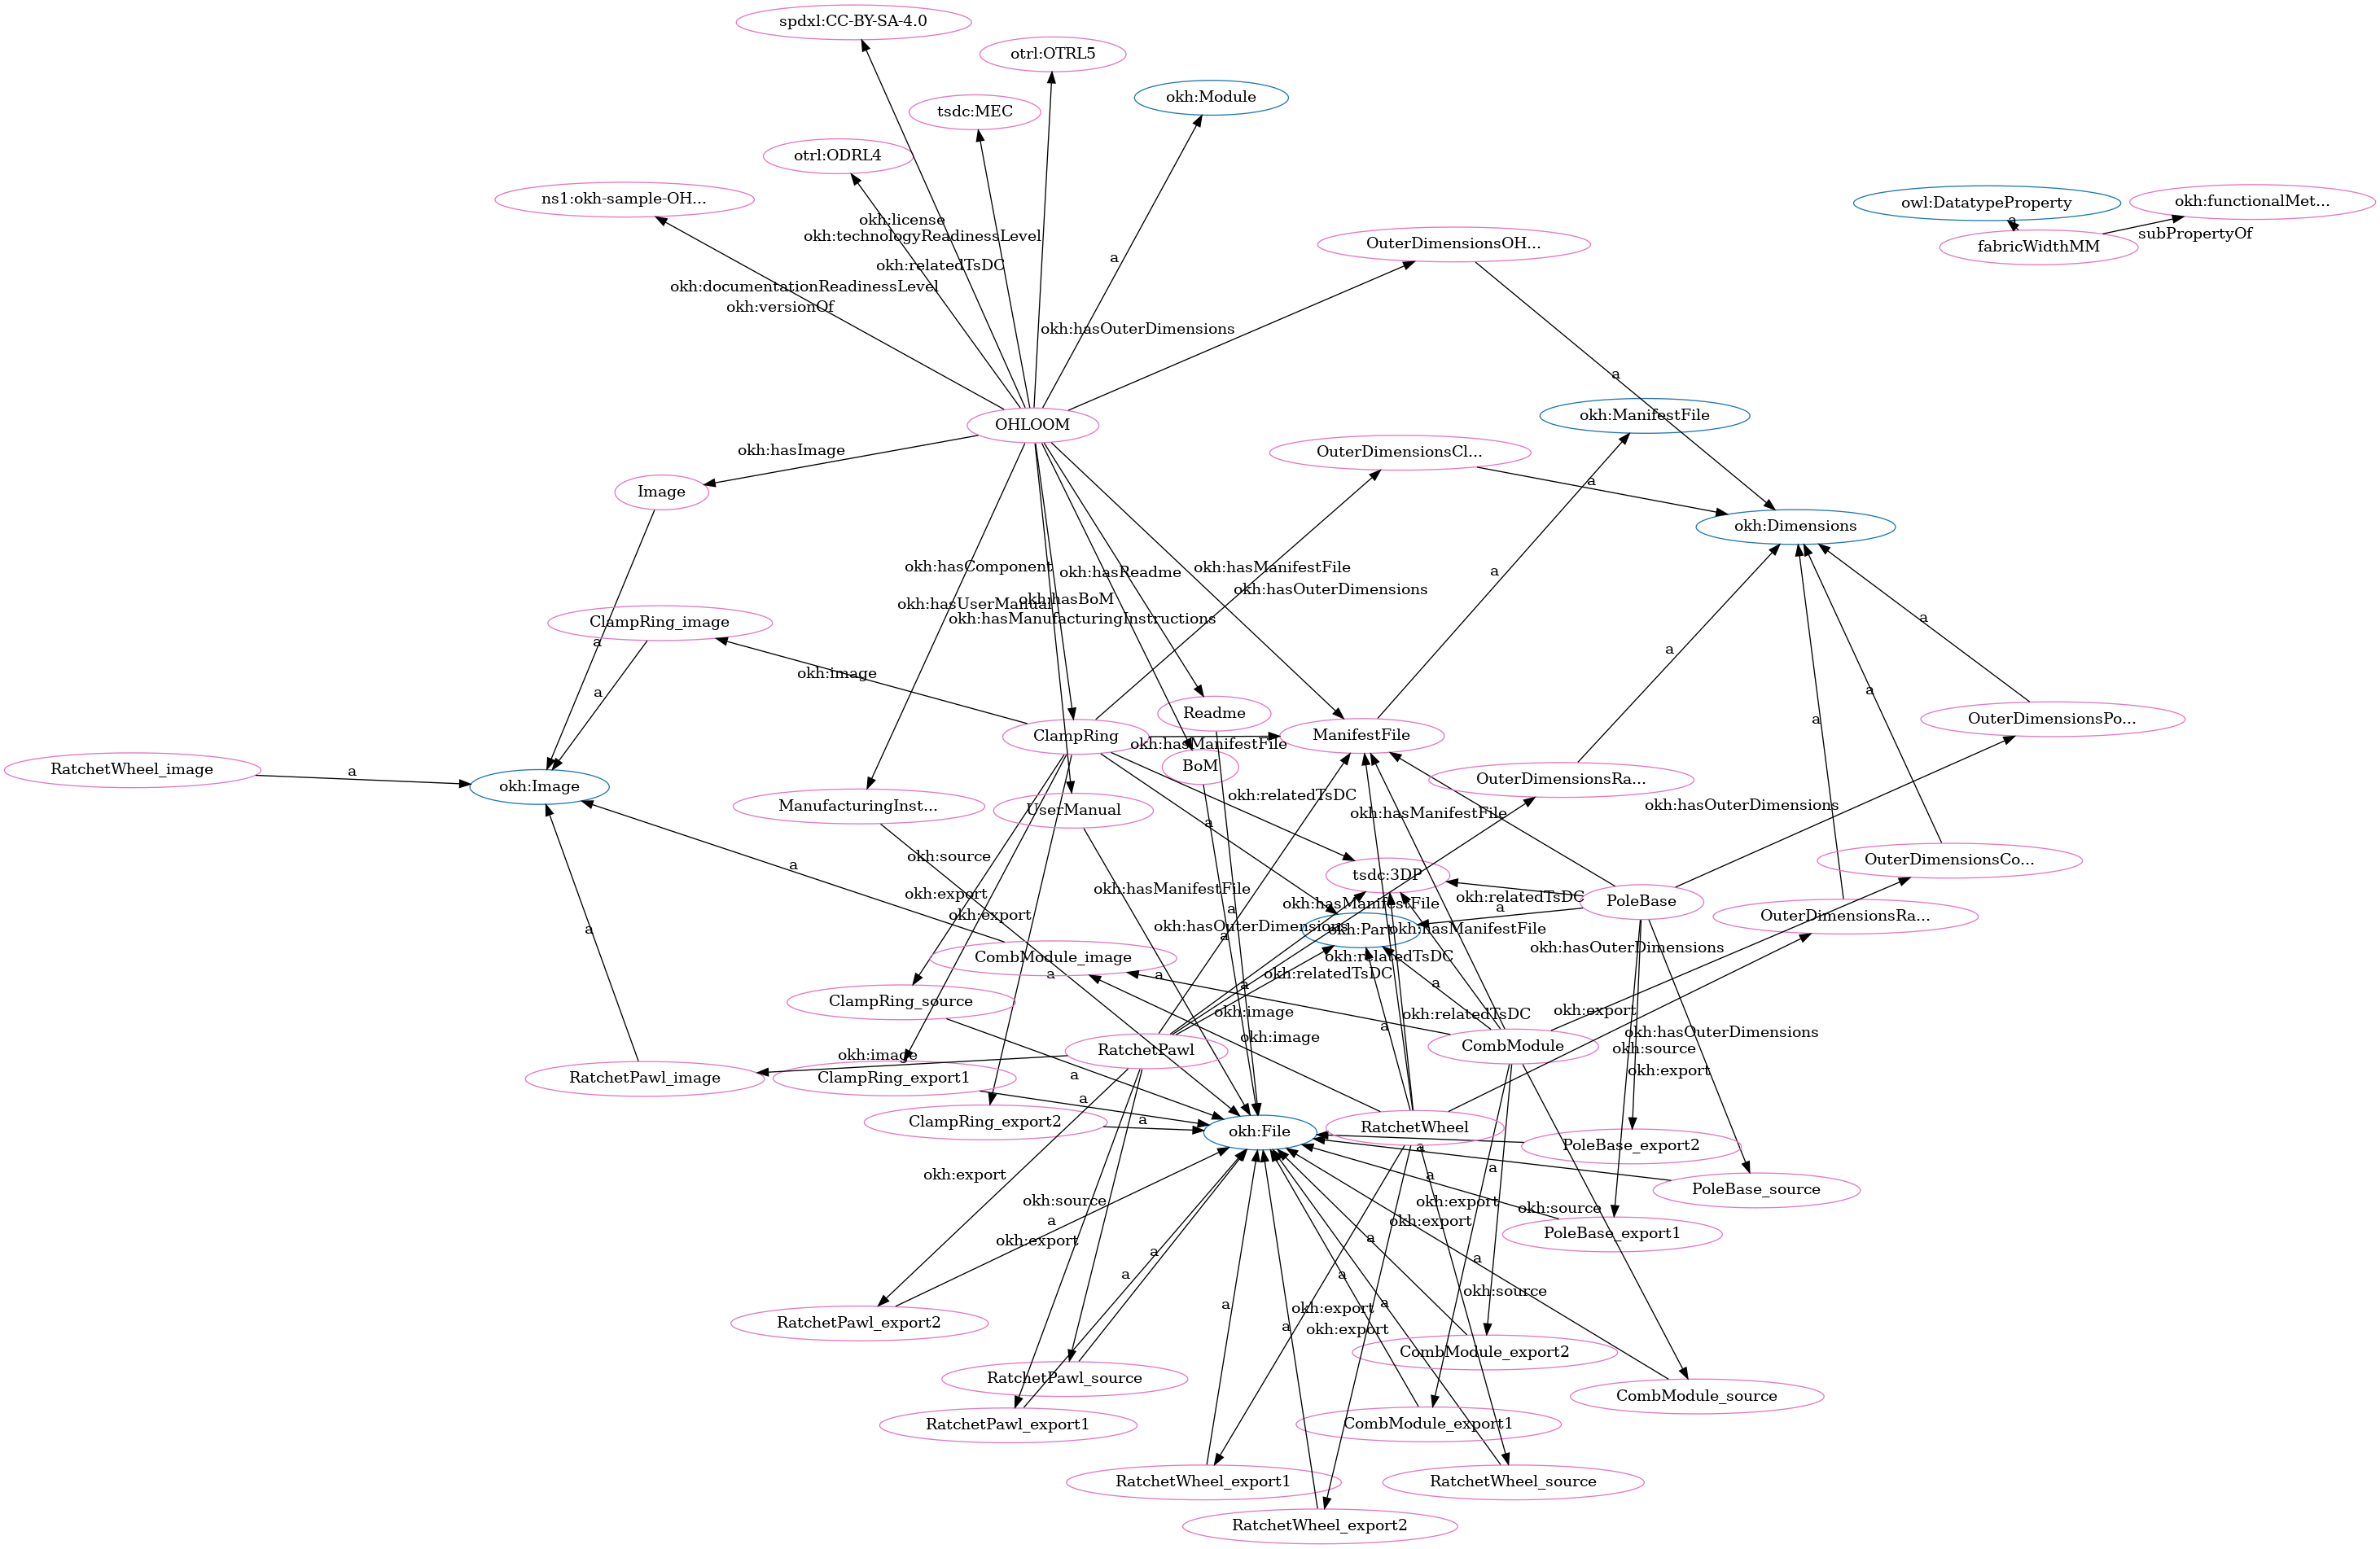 spdxl:CC-BY-SA-4.0
otrl:OTRL5
okh:Module
tsdc:MEC
otrl:ODRL4
ns1:okh-sample-OH...
owl:DatatypeProperty
okh:functionalMet...
a
okh:license
okh:technologyReadinessLevel
subPropertyOf
OuterDimensionsOH...
fabricWidthMM
a
okh:relatedTsDC
okh:documentationReadinessLevel
okh:versionOf
okh:hasOuterDimensions
a
okh:ManifestFile
OHLOOM
okh:hasImage
OuterDimensionsCl...
a
Image
okh:Dimensions
okh:hasComponent
okh:hasReadme
okh:hasManifestFile
a
okh:hasOuterDimensions
okh:hasUserManual
okh:hasBoM
okh:hasManufacturingInstructions
ClampRing_image
a
a
a
okh:image
a
a
Readme
a
OuterDimensionsPo...
ClampRing
okh:hasManifestFile
ManifestFile
RatchetWheel_image
a
okh:Image
BoM
OuterDimensionsRa...
okh:relatedTsDC
ManufacturingInst...
UserManual
a
okh:hasManifestFile
okh:hasOuterDimensions
okh:source
a
OuterDimensionsCo...
okh:export
okh:hasManifestFile
tsdc:3DP
okh:relatedTsDC
PoleBase
okh:export
a
okh:hasManifestFile
a
OuterDimensionsRa...
a
okh:hasOuterDimensions
a
okh:Part
okh:hasManifestFile
okh:hasOuterDimensions
CombModule_image
okh:relatedTsDC
a
a
okh:relatedTsDC
a
a
ClampRing_source
okh:image
okh:relatedTsDC
okh:export
a
okh:hasOuterDimensions
okh:image
okh:image
RatchetPawl
CombModule
okh:source
RatchetPawl_image
ClampRing_export1
a
okh:export
a
ClampRing_export2
a
okh:File
RatchetWheel
a
PoleBase_export2
okh:export
a
a
PoleBase_source
okh:source
okh:export
okh:source
a
okh:export
PoleBase_export1
okh:export
a
a
a
a
a
okh:source
a
a
okh:export
a
okh:export
RatchetPawl_export2
CombModule_export2
RatchetPawl_source
CombModule_source
RatchetPawl_export1
CombModule_export1
RatchetWheel_export1
RatchetWheel_source
RatchetWheel_export2